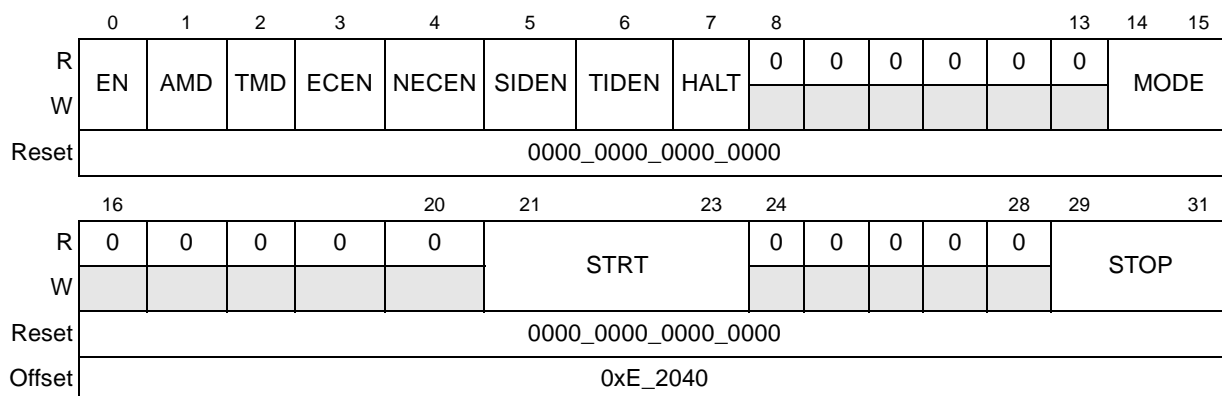 0 1 2 3 4 5 6 7 8 13 14 15
R EN AMD TMD ECEN NECEN SIDEN TIDEN HALT 0 0 0 0 0 0 MODE
W
Reset 0000_0000_0000_0000
16 20 21 23 24 28 29 31
R 0 0 0 0 0 STRT 0 0 0 0 0 STOP
W
Reset 0000_0000_0000_0000
Offset 0xE_2040